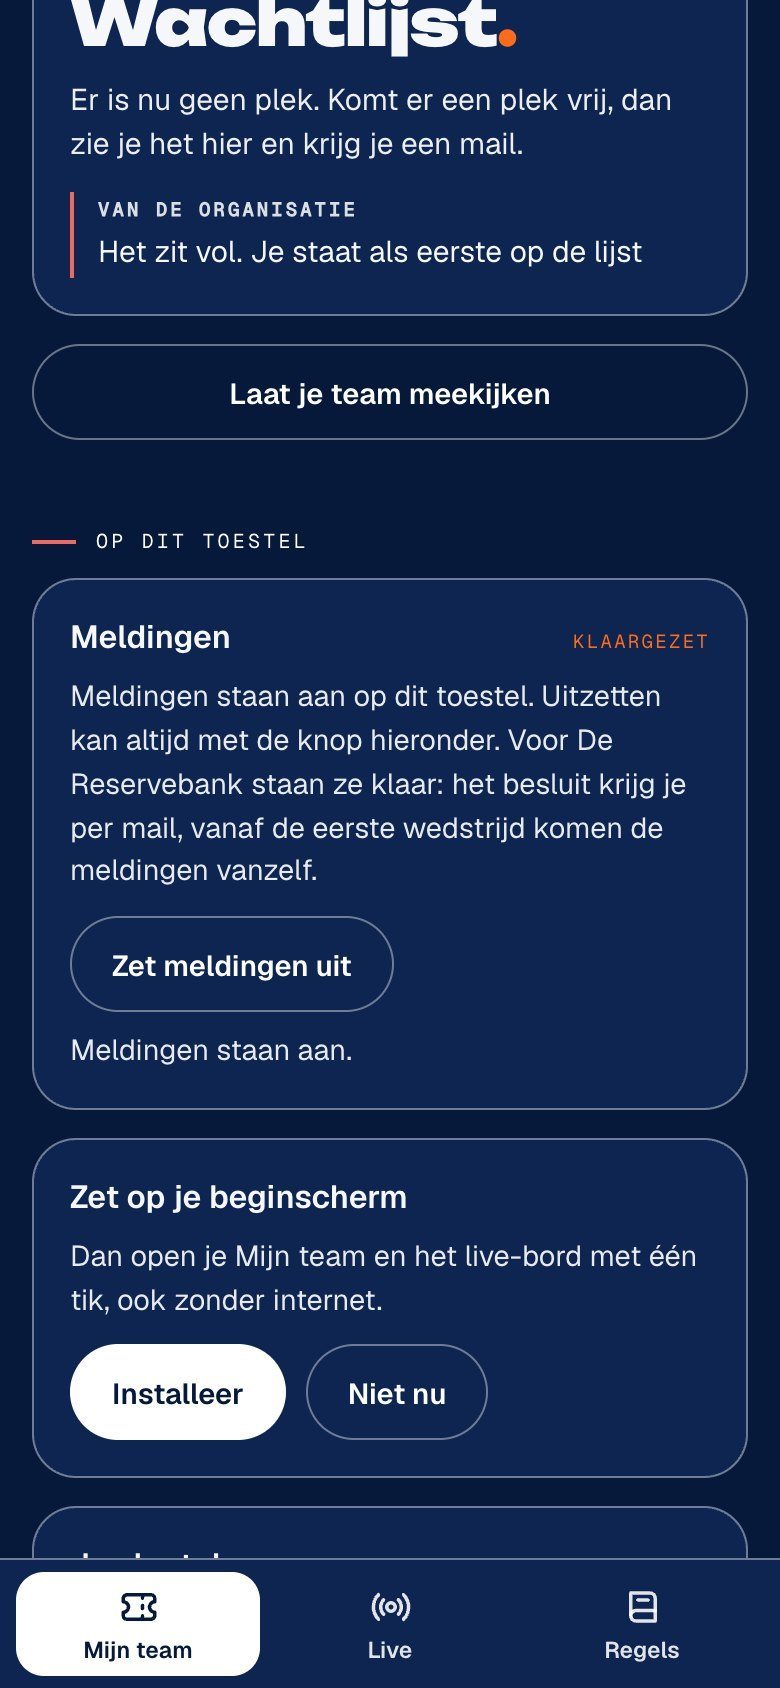 Wachtlijst.
Er is nu geen plek. Komt er een plek vrij, dan
zie je het hier en krijg je een mail.
VAN DE ORGANISATIE
Het zit vol. Je staat als eerste op de lijst
Laat je team meekijken
OP DIT TOESTEL
Meldingen
KLAARGEZET
Meldingen staan aan op dit toestel. Uitzetten
kan altijd met de knop hieronder. Voor De
Reservebank staan ze klaar: het besluit krijg je
per mail, vanaf de eerste wedstrijd komen de
meldingen vanzelf.
Zet meldingen uit
Meldingen staan aan.
Zet op je beginscherm
Dan open je Mijn team en het live-bord met één
tik, ook zonder internet.
Installeer
Niet nu
Mijn team
Live
Regels